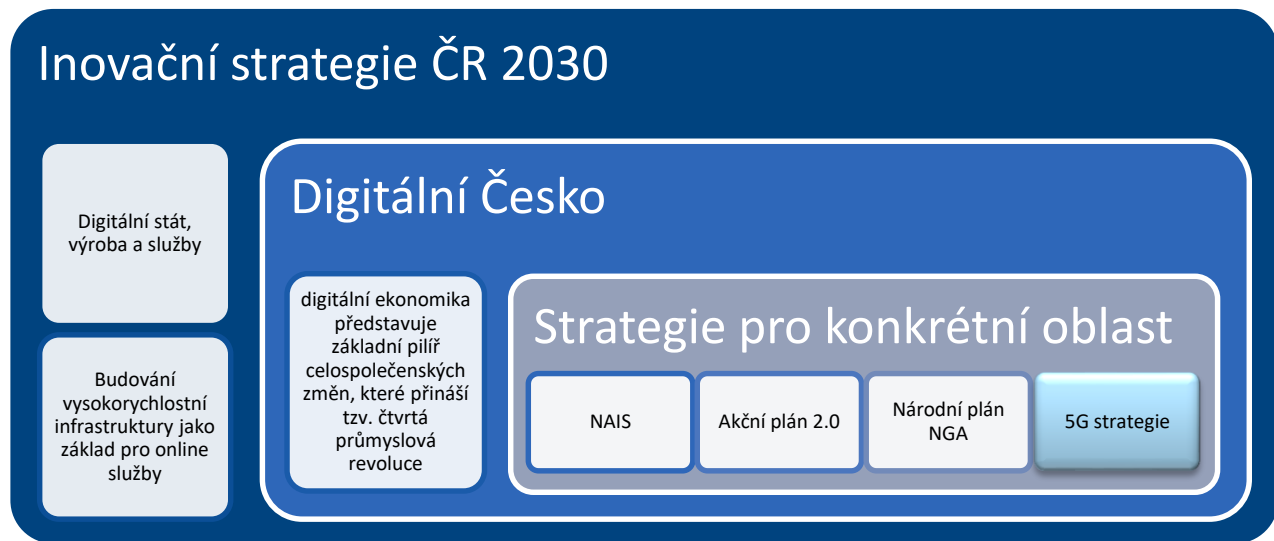 Inovační strategie ČR 2030
Digitální stát,
výroba a služby
Budování
vysokorychlostní
infrastruktury jako
základ pro online
služby
Digitální Česko
digitální ekonomika
představuje
základní pilíř
celospolečenských
změn, které přináší
tzv. čtvrtá
průmyslová
revoluce
Strategie pro konkrétní oblast
NAIS
Akční plán 2.0
Národní plán
NGA
5G strategie